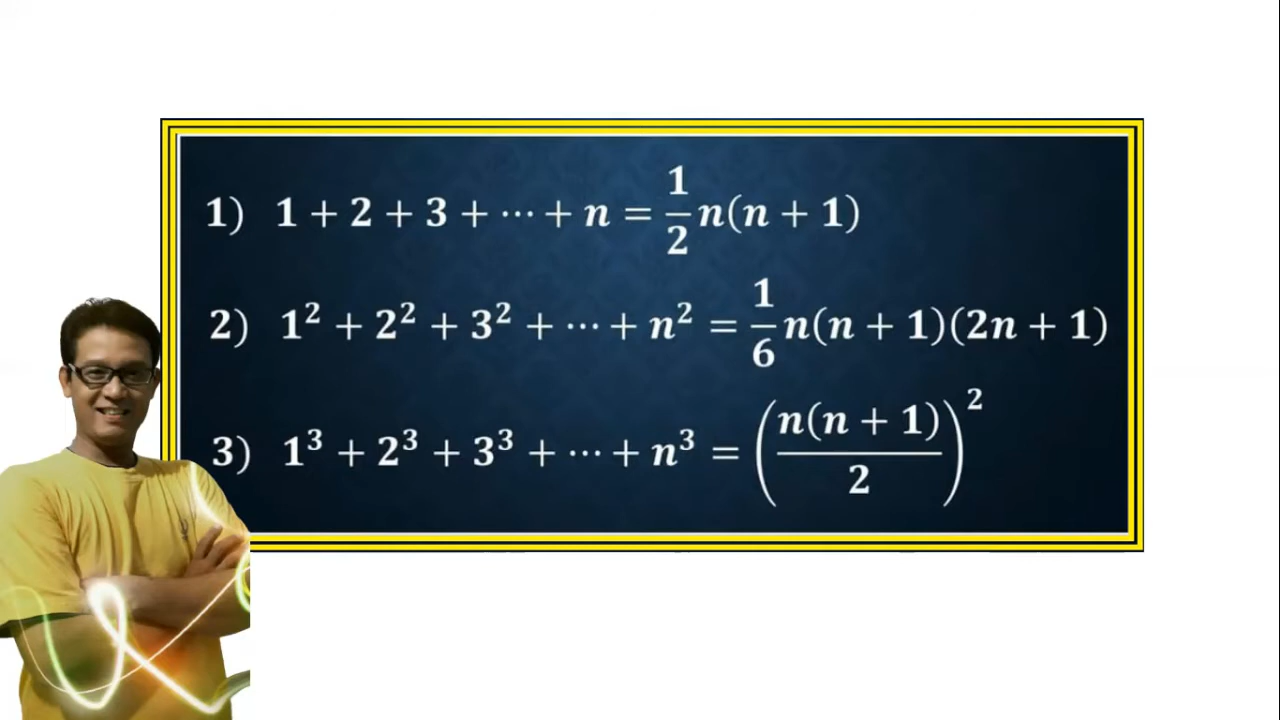 1) 1 + 2 + 3 + ⋯ + n = 1/2 n(n + 1)
2) 1² + 2² + 3² + ⋯ + n² = 1/6 n(n + 1)(2n + 1)
3) 1³ + 2³ + 3³ + ⋯ + n³ = (n(n + 1)/2)²